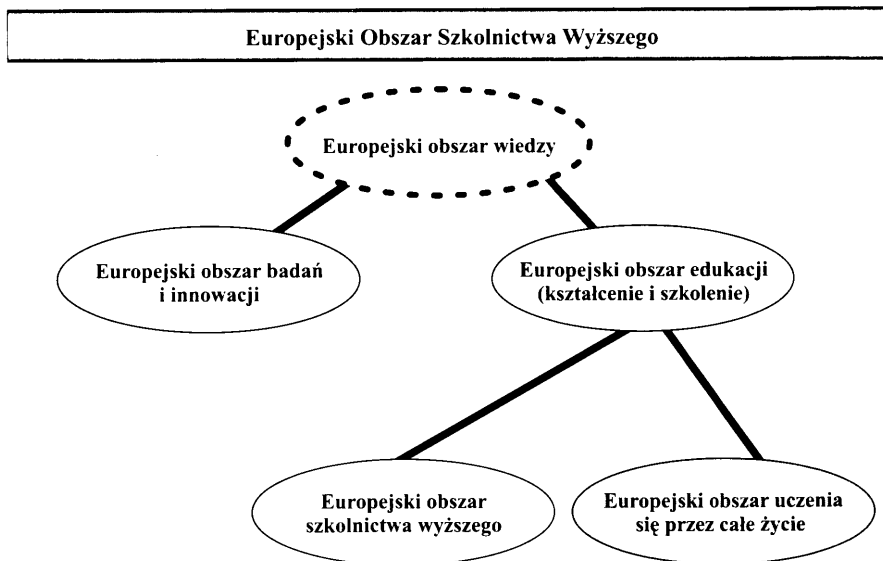 Europejski Obszar Szkolnictwa Wyższego
Europejski obszar wiedzy
Europejski obszar badań
i innowacji
Europejski obszar edukacji
(kształcenie i szkolenie)
Europejski obszar
szkolnictwa wyższego
Europejski obszar uczenia
się przez całe życie